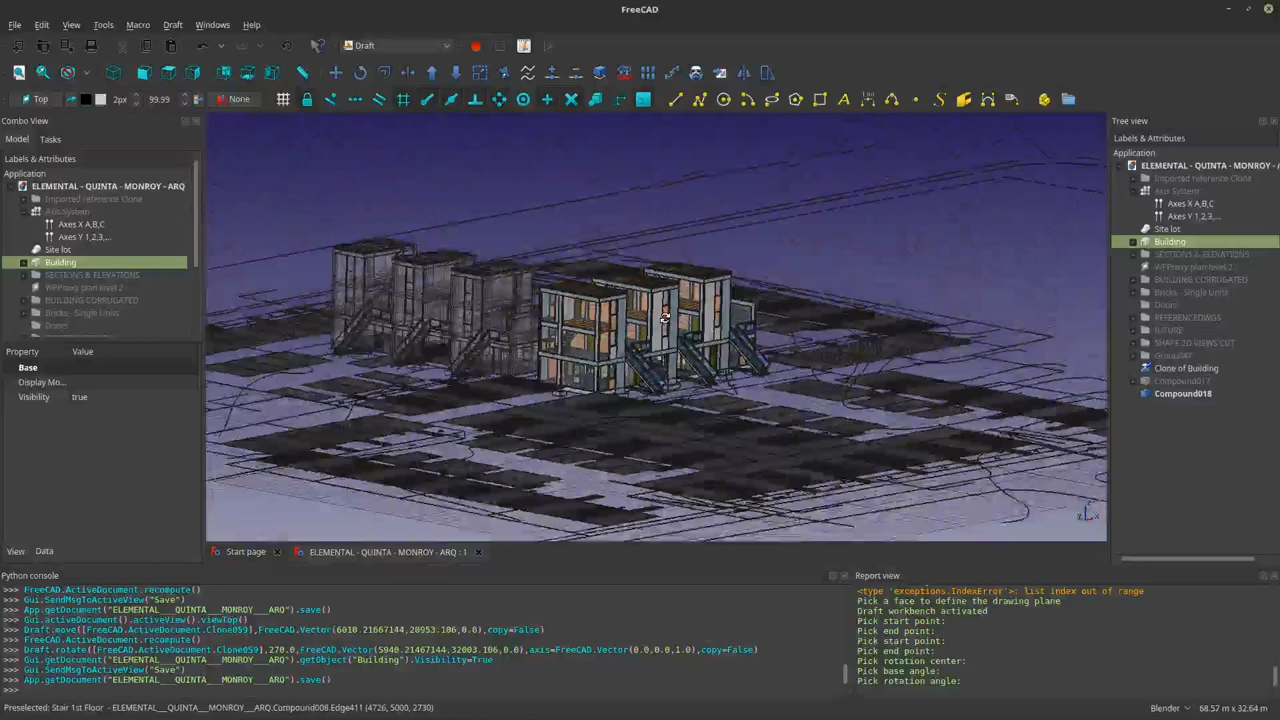 FreeCAD
File Edit View Tools Macro Draft Windows Help
Draft
Top 2px 99.99 None
Combo View
Model Tasks
Labels & Attributes
Application
ELEMENTAL - QUINTA - MONROY - ARQ
Imported reference Clone
Axis System
Axes X A,B,C
Axes Y 1,2,3,...
Site lot
Building
SECTIONS & ELEVATIONS
WPProxy plan level 2
BUILDING CORRUGATED
Bricks - Single Units
Doors
Property Value
Base
Display Mo...
Visibility true
View Data
Tree view
Labels & Attributes
Application
ELEMENTAL - QUINTA - MONROY - A
Imported reference Clone
Axis System
Axes X A,B,C
Axes Y 1,2,3,...
Site lot
Building
SECTIONS & ELEVATIONS
WPProxy plan level 2
BUILDING CORRUGATED
Bricks - Single Units
Doors
REFERENCEDWGS
FUTURE
SHAPE 2D VIEWS CUT
Group047
Clone of Building
Compound017
Compound018
Start page ELEMENTAL - QUINTA - MONROY - ARQ : 1
Python console
>>> FreeCAD.ActiveDocument.recompute()
>>> Gui.SendMsgToActiveView("Save")
>>> App.getDocument("ELEMENTAL___QUINTA___MONROY___ARQ").save()
>>> Gui.activeDocument().activeView().viewTop()
>>> Draft.move([FreeCAD.ActiveDocument.Clone059],FreeCAD.Vector(6010.21667144,20953.106,0.0),copy=False)
>>> FreeCAD.ActiveDocument.recompute()
>>> Draft.rotate([FreeCAD.ActiveDocument.Clone059],270.0,FreeCAD.Vector(5940.21467144,32003.106,0.0),axis=FreeCAD.Vector(0.0,0.0,1.0),copy=False)
>>> Gui.getDocument("ELEMENTAL___QUINTA___MONROY___ARQ").getObject("Building").Visibility=True
>>> Gui.SendMsgToActiveView("Save")
>>> App.getDocument("ELEMENTAL___QUINTA___MONROY___ARQ").save()
>>>
Report view
<type 'exceptions.IndexError'>: list index out of range
Pick a face to define the drawing plane
Draft workbench activated
Pick start point:
Pick end point:
Pick start point:
Pick end point:
Pick rotation center:
Pick base angle:
Pick rotation angle:
Preselected: Stair 1st Floor - ELEMENTAL___QUINTA___MONROY___ARQ.Compound008.Edge411 (4726, 5000, 2730) Blender 68.57 m x 32.64 m